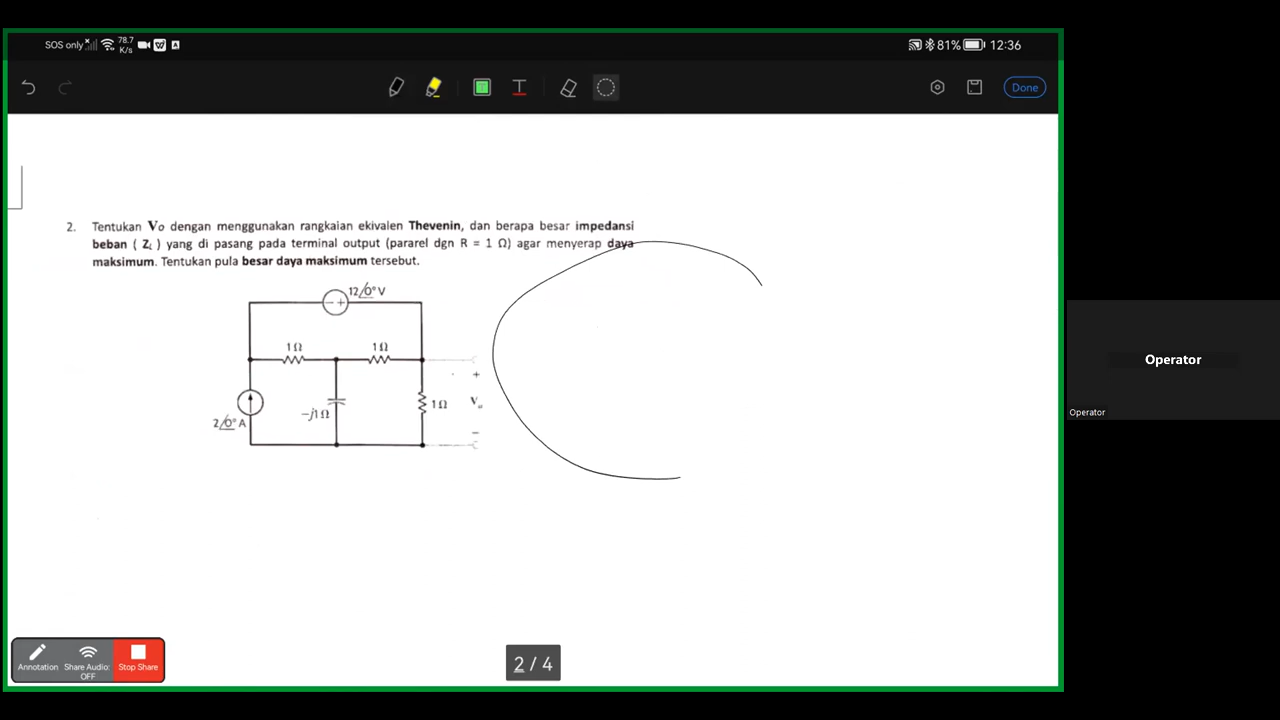 SOS only 78.7 K/s W A 81% 12:36
T Done
2. Tentukan Vo dengan menggunakan rangkaian ekivalen Thevenin, dan berapa besar impedansi
beban ( ZL ) yang di pasang pada terminal output (pararel dgn R = 1 Ω) agar menyerap daya
maksimum. Tentukan pula besar daya maksimum tersebut.
12/0° V
- +
1 Ω 1 Ω
+
2/0° A -j1 Ω 1 Ω Vo
−
Operator
Operator
Annotation Share Audio: OFF Stop Share
2 / 4